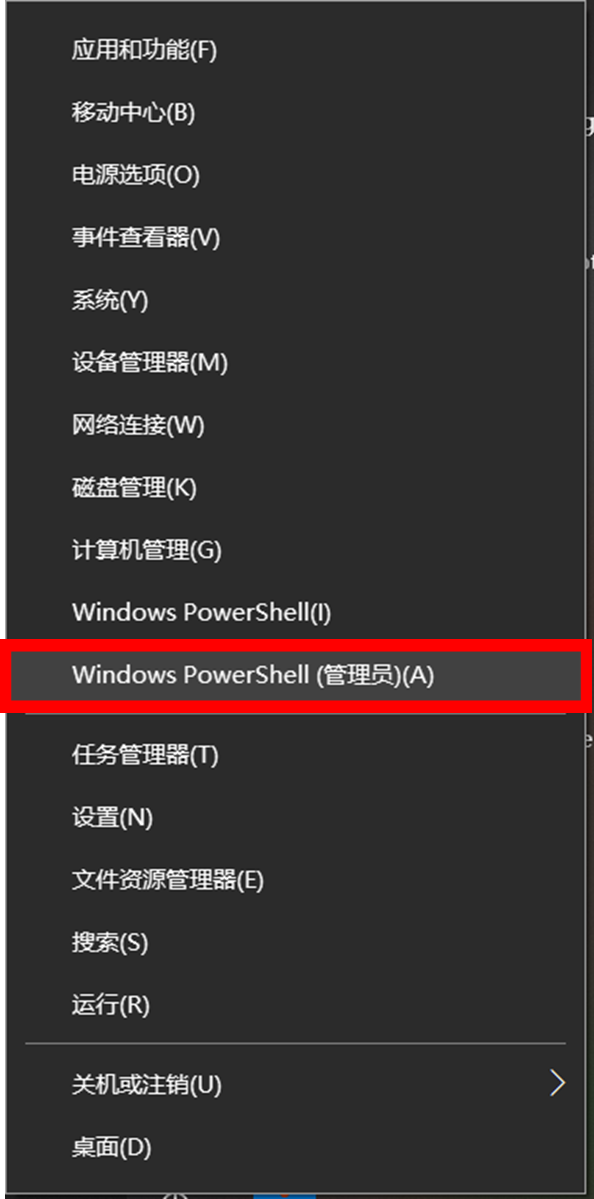 应用和功能(F)
移动中心(B)
电源选项(O)
事件查看器(V)
系统(Y)
设备管理器(M)
网络连接(W)
磁盘管理(K)
计算机管理(G)
Windows PowerShell(I)
Windows PowerShell (管理员)(A)
任务管理器(T)
设置(N)
文件资源管理器(E)
搜索(S)
运行(R)
关机或注销(U)
桌面(D)